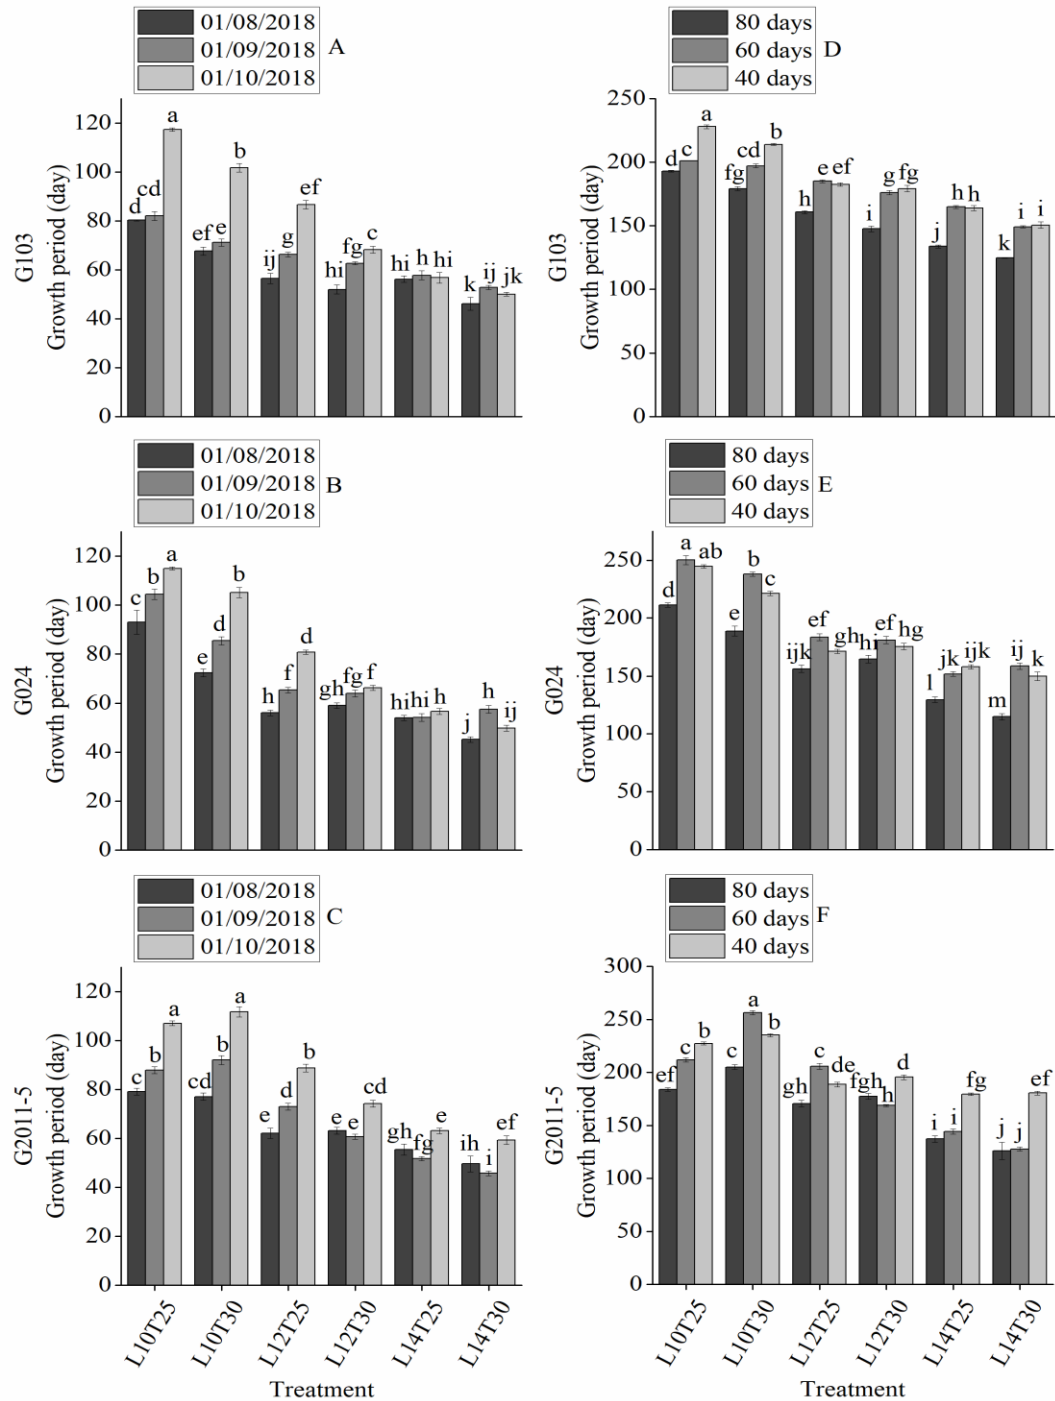 01/08/2018
01/09/2018
01/10/2018
A
120
100
80
60
40
20
0
G103
Growth period (day)
d cd a
ef e b
ij g ef
hi fg c
hi h hi
k ij jk
80 days
60 days
40 days
D
250
200
150
100
50
0
G103
Growth period (day)
d c a
fg cd b
h e ef
i g fg
j h h
k i i
01/08/2018
01/09/2018
01/10/2018
B
120
100
80
60
40
20
0
G024
Growth period (day)
c b a
e d b
h f d
gh fg f
hi hi h
j h ij
80 days
60 days
40 days
E
250
200
150
100
50
0
G024
Growth period (day)
d a ab
e b c
ijk ef gh
hi ef hg
l jk ijk
m ij k
01/08/2018
01/09/2018
01/10/2018
C
120
100
80
60
40
20
0
G2011-5
Growth period (day)
c b a
cd b a
e d b
e e cd
gh fg e
ih i ef
L10T25
L10T30
L12T25
L12T30
L14T25
L14T30
Treatment
80 days
60 days
40 days
F
300
250
200
150
100
50
0
G2011-5
Growth period (day)
ef c b
c a b
gh c de
fgh h d
i i fg
j j ef
L10T25
L10T30
L12T25
L12T30
L14T25
L14T30
Treatment